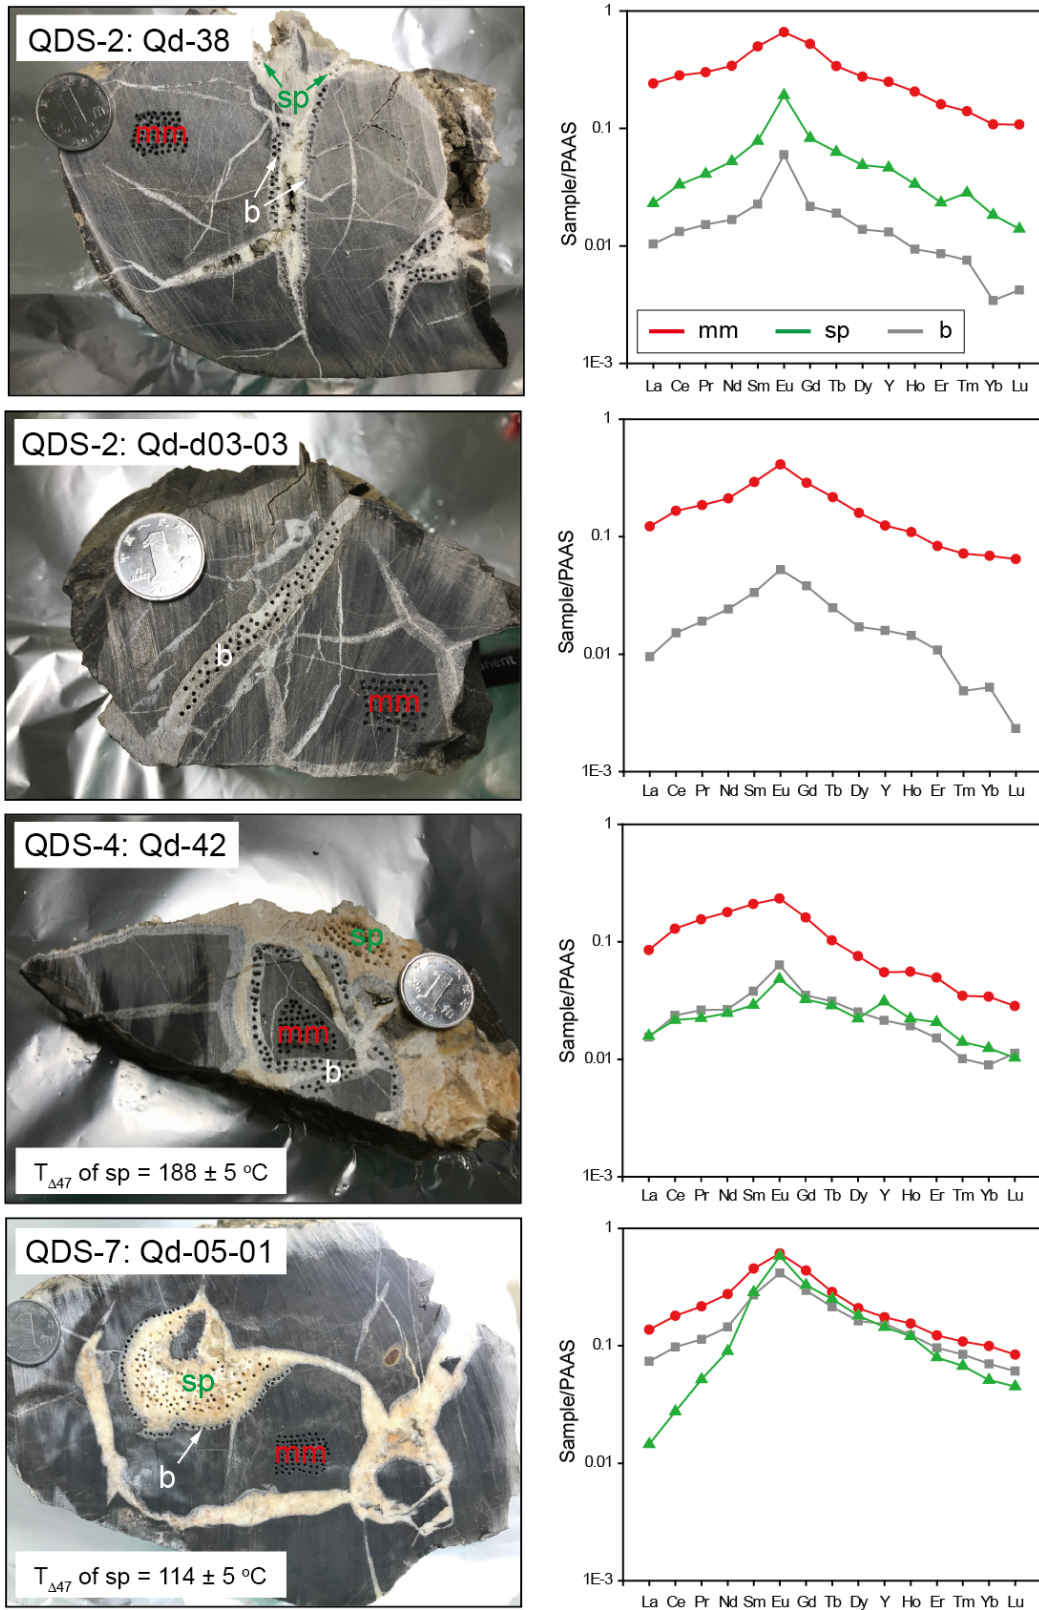 QDS-2: Qd-38
sp
mm
b
1
0.1
0.01
1E-3
Sample/PAAS
mm sp b
La Ce Pr Nd Sm Eu Gd Tb Dy Y Ho Er Tm Yb Lu
QDS-2: Qd-d03-03
b
mm
nent
1
0.1
0.01
1E-3
Sample/PAAS
La Ce Pr Nd Sm Eu Gd Tb Dy Y Ho Er Tm Yb Lu
QDS-4: Qd-42
sp
mm
b
T∆47 of sp = 188 ± 5 °C
1
0.1
0.01
1E-3
Sample/PAAS
La Ce Pr Nd Sm Eu Gd Tb Dy Y Ho Er Tm Yb Lu
QDS-7: Qd-05-01
sp
mm
b
T∆47 of sp = 114 ± 5 °C
1
0.1
0.01
1E-3
Sample/PAAS
La Ce Pr Nd Sm Eu Gd Tb Dy Y Ho Er Tm Yb Lu